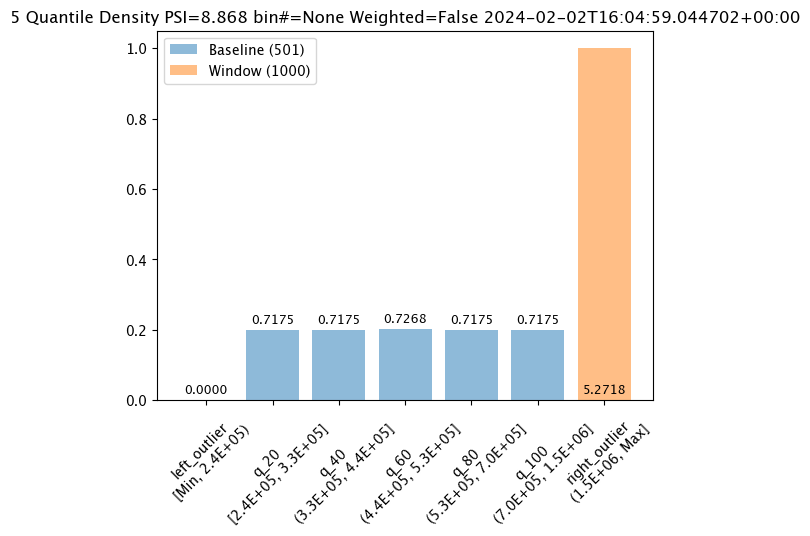 5 Quantile Density PSI=8.868 bin#=None Weighted=False 2024-02-02T16:04:59.044702+00:00
Baseline (501)
Window (1000)
1.0
0.8
0.6
0.4
0.2
0.0
0.0000
0.7175
0.7175
0.7268
0.7175
0.7175
5.2718
left_outlier
[Min, 2.4E+05)
q_20
[2.4E+05, 3.3E+05]
q_40
(3.3E+05, 4.4E+05]
q_60
(4.4E+05, 5.3E+05]
q_80
(5.3E+05, 7.0E+05]
q_100
(7.0E+05, 1.5E+06]
right_outlier
(1.5E+06, Max]